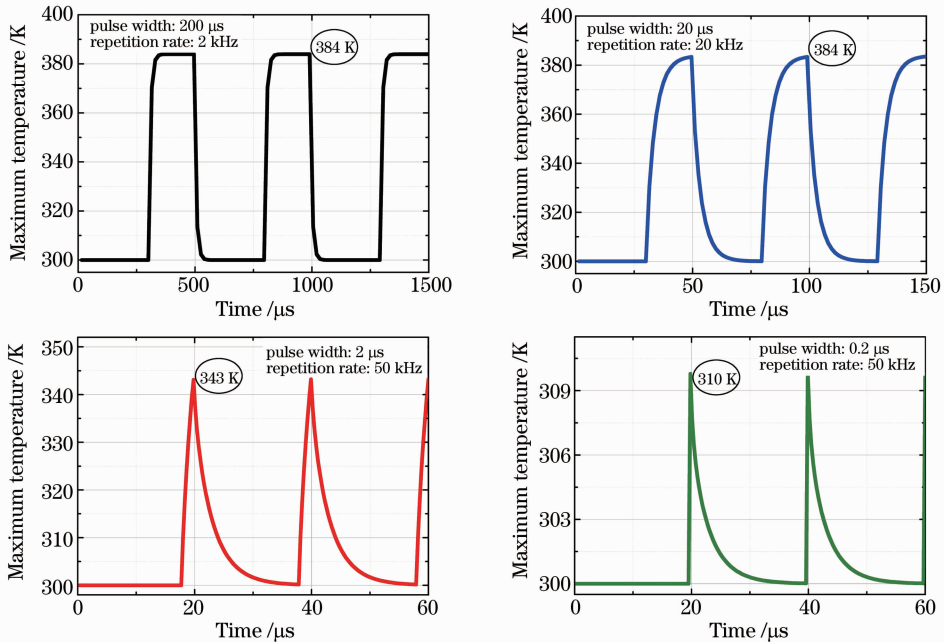 pulse width: 200 μs
repetition rate: 2 kHz
384 K
Maximum temperature /K
400
380
360
340
320
300
0
500
1000
1500
Time /μs
pulse width: 20 μs
repetition rate: 20 kHz
384 K
Maximum temperature /K
400
380
360
340
320
300
0
50
100
150
Time /μs
pulse width: 2 μs
repetition rate: 50 kHz
343 K
Maximum temperature /K
350
340
330
320
310
300
0
20
40
60
Time /μs
pulse width: 0.2 μs
repetition rate: 50 kHz
310 K
Maximum temperature /K
309
306
303
300
0
20
40
60
Time /μs